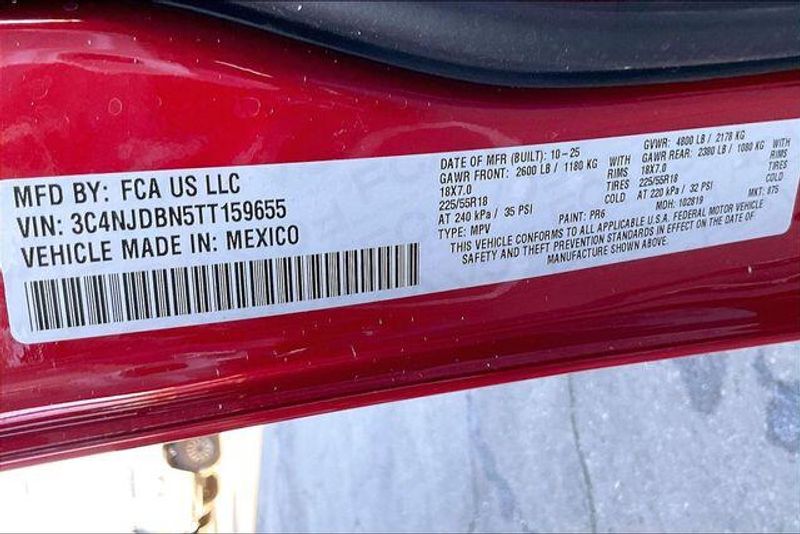 MFD BY: FCA US LLC
VIN: 3C4NJDBN5TT159655
VEHICLE MADE IN: MEXICO
DATE OF MFR (BUILT): 10-25
GAWR FRONT: 2600 LB / 1180 KG WITH
18X7.0 RIMS
225/55R18 TIRES
AT 240 kPa / 35 PSI COLD
TYPE: MPV
PAINT: PR6
GVWR: 4800 LB / 2178 KG
GAWR REAR: 2380 LB / 1080 KG WITH
18X7.0 RIMS
225/55R18 TIRES
AT 220 kPa / 32 PSI COLD
MDH: 102819
MKT: 875
THIS VEHICLE CONFORMS TO ALL APPLICABLE U.S.A. FEDERAL MOTOR VEHICLE
SAFETY AND THEFT PREVENTION STANDARDS IN EFFECT ON THE DATE OF
MANUFACTURE SHOWN ABOVE.